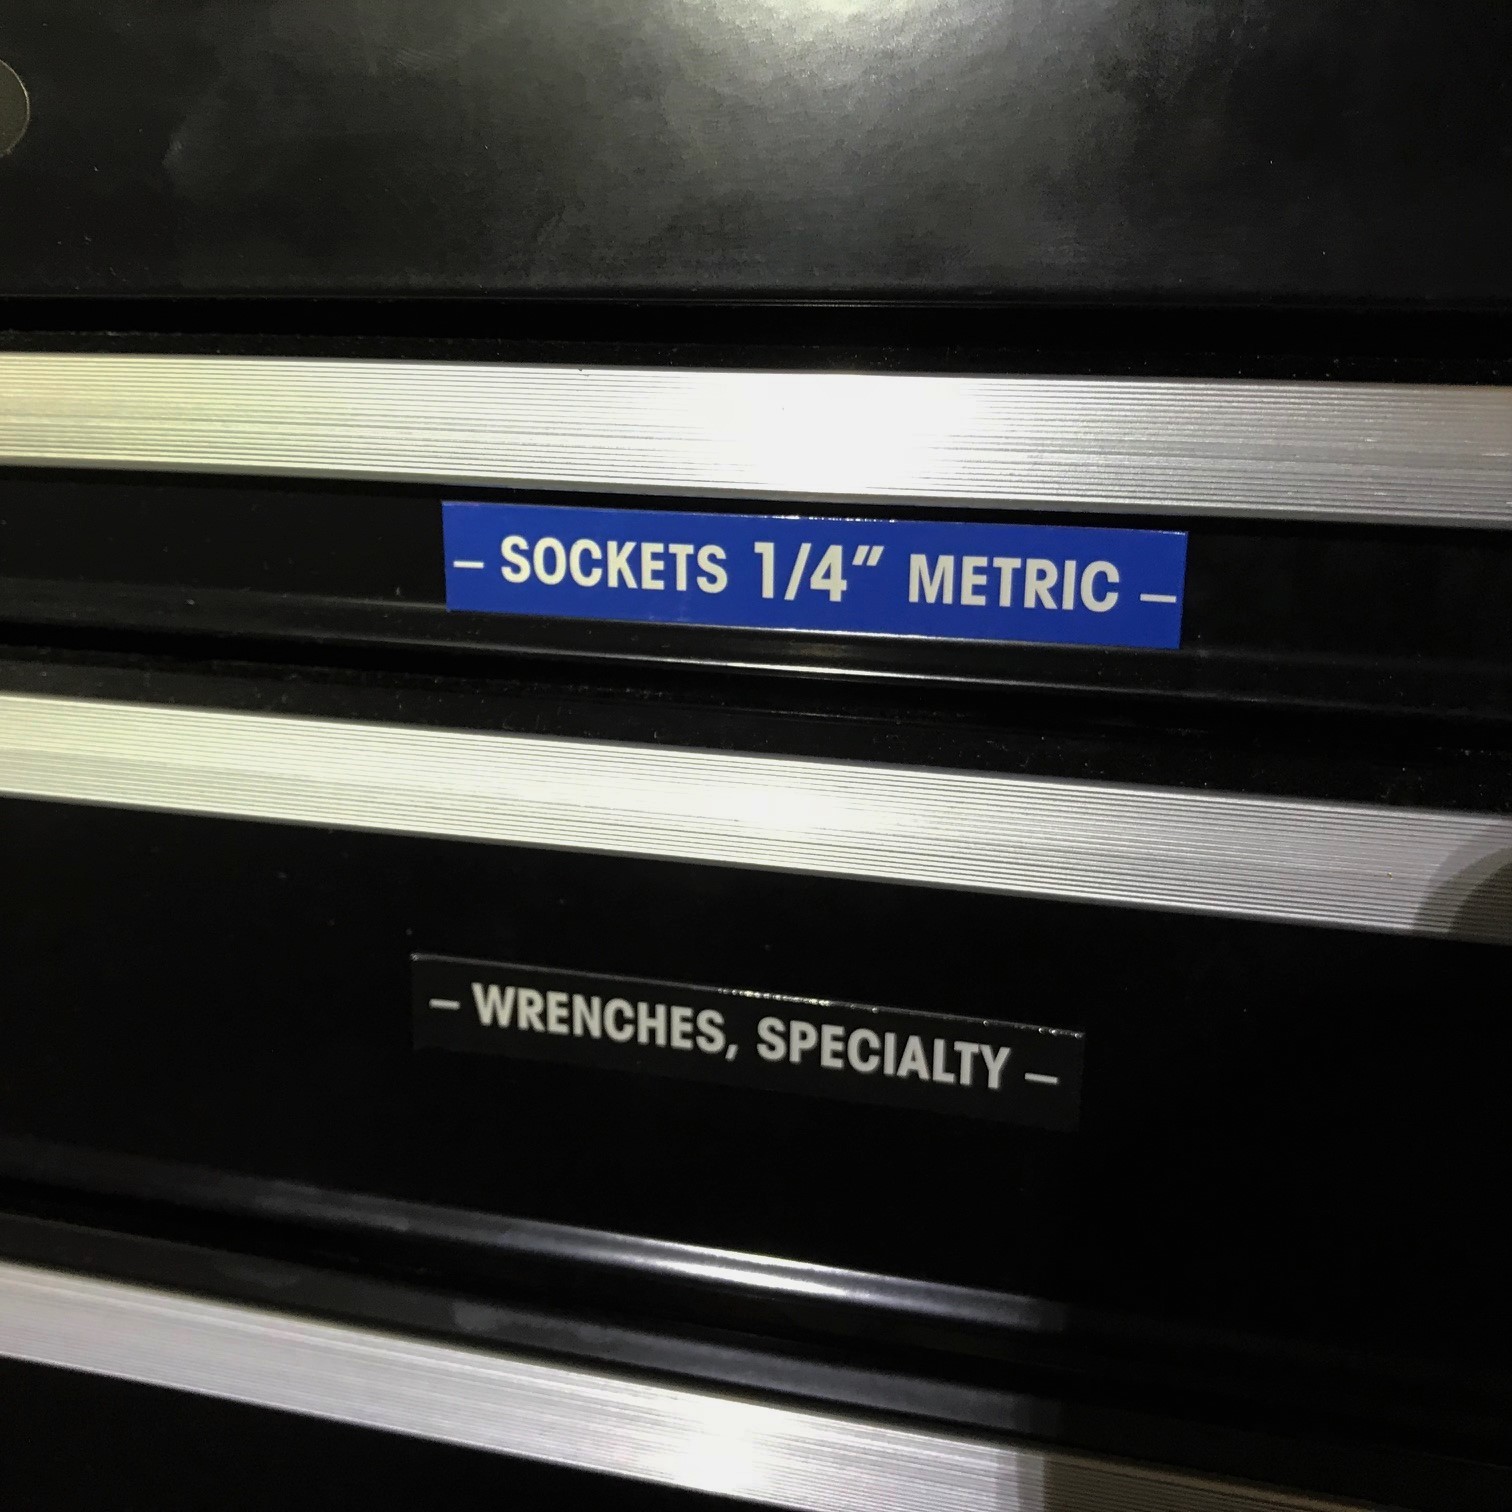 – SOCKETS 1/4" METRIC –
– WRENCHES, SPECIALTY –